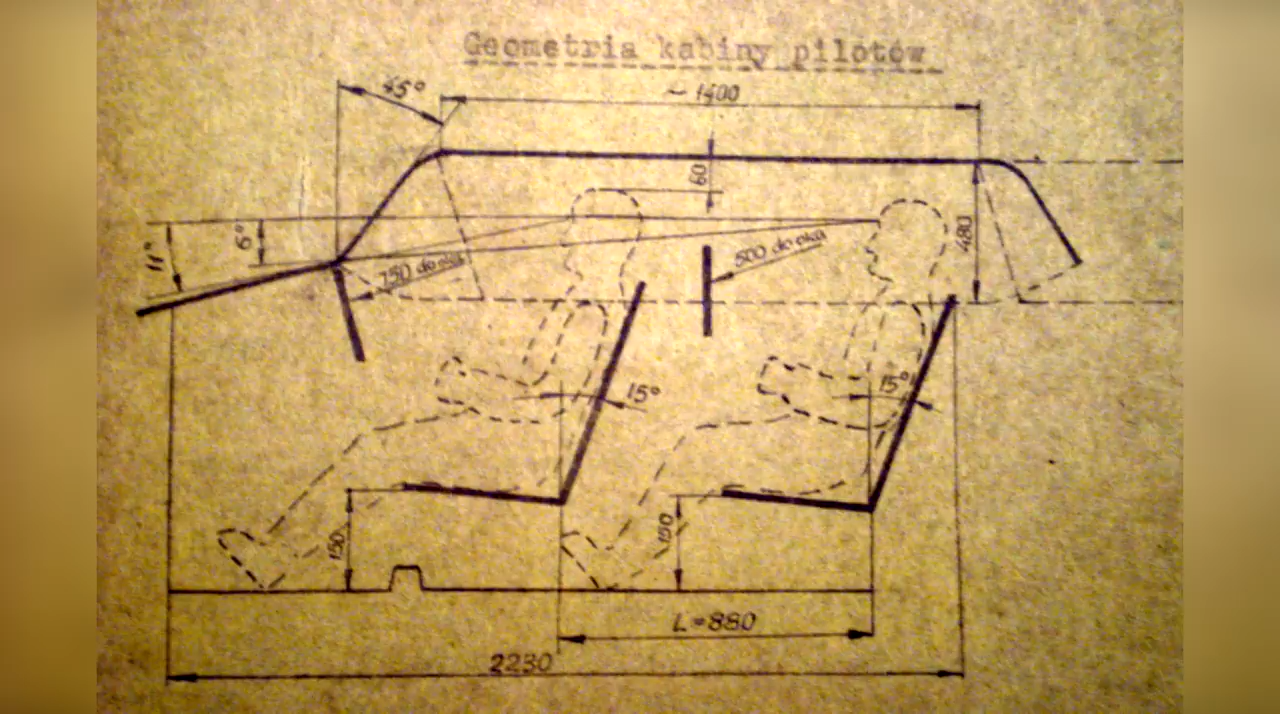 Geometria kabiny pilotów
45°
~ 1400
60
11°
6°
750 do oka
800 do oka
480
15°
15°
150
150
L=880
2230